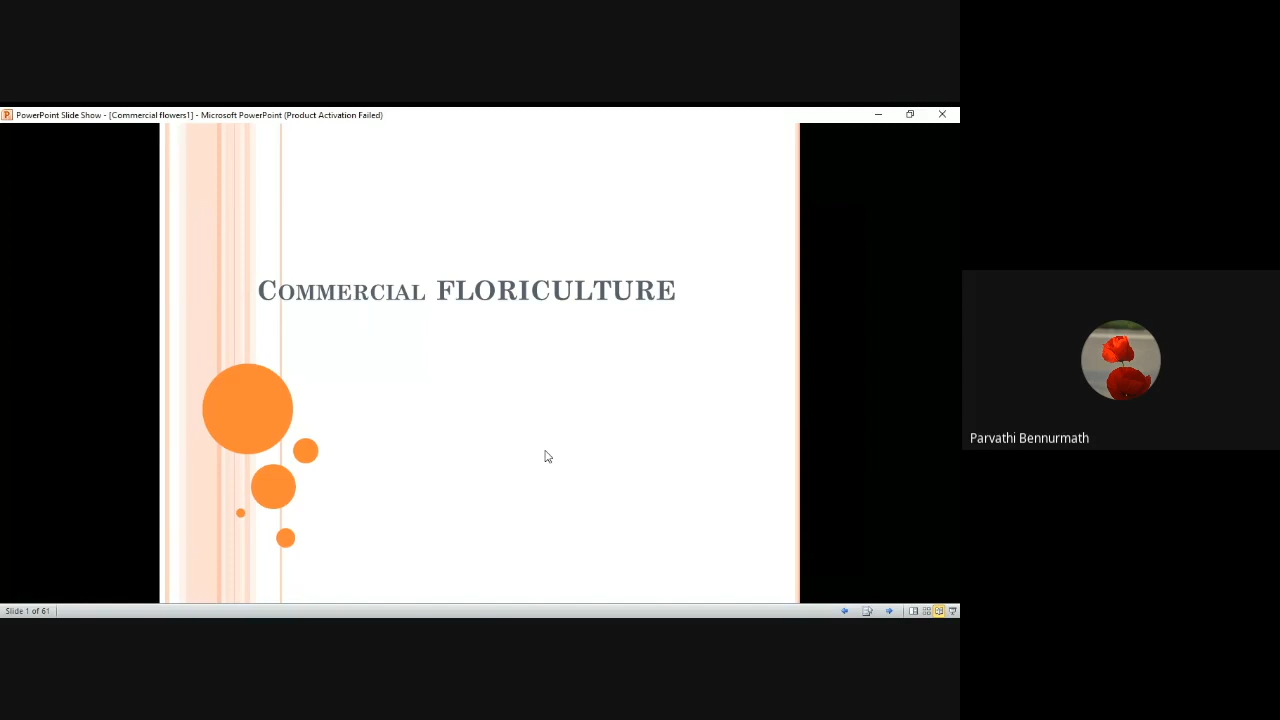 PowerPoint Slide Show - [Commercial flowers1] - Microsoft PowerPoint (Product Activation Failed)
Commercial FLORICULTURE
Parvathi Bennurmath
Slide 1 of 61